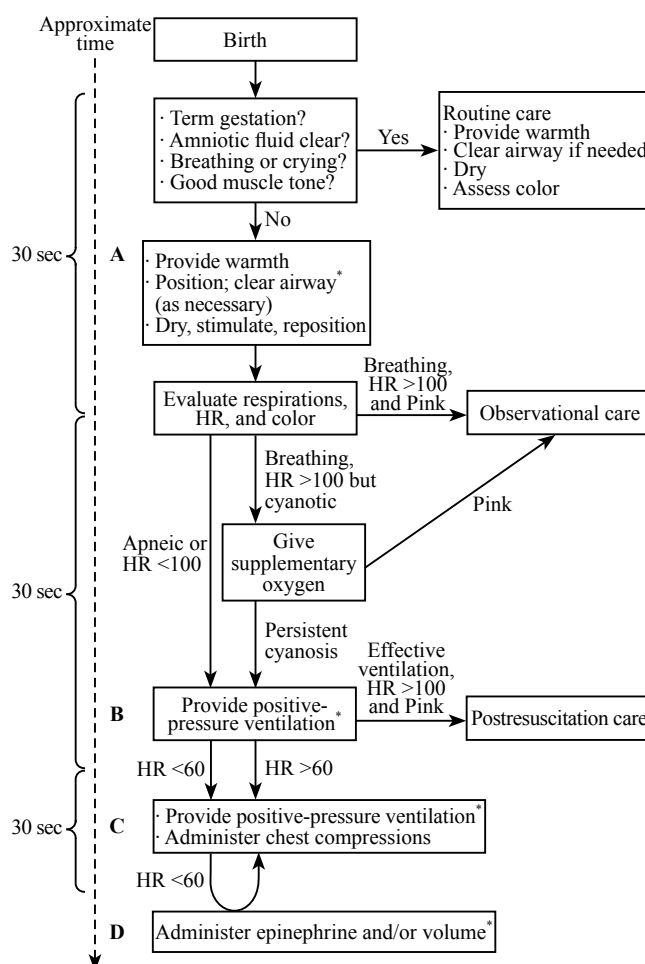 Approximate
time
Birth
· Term gestation?
· Amniotic fluid clear?
· Breathing or crying?
· Good muscle tone?
Yes
Routine care
· Provide warmth
· Clear airway if needed
· Dry
· Assess color
No
30 sec
A
· Provide warmth
· Position; clear airway*
(as necessary)
· Dry, stimulate, reposition
Evaluate respirations,
HR, and color
Breathing,
HR >100
and Pink
Observational care
Breathing,
HR >100 but
cyanotic
Apneic or
HR <100
Give
supplementary
oxygen
Pink
30 sec
Persistent
cyanosis
Effective
ventilation,
HR >100
and Pink
B
Provide positive-
pressure ventilation*
Postresuscitation care
HR <60
HR >60
30 sec
C
· Provide positive-pressure ventilation*
· Administer chest compressions
HR <60
D
Administer epinephrine and/or volume*